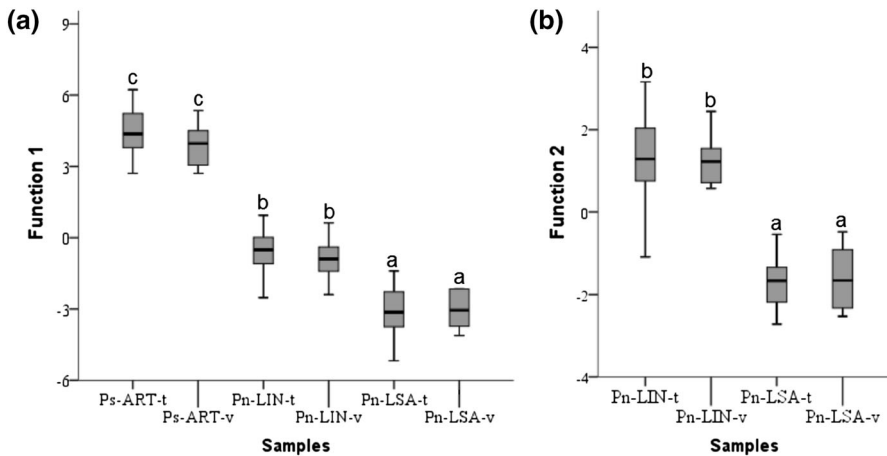 (a)
Function 1
9
6
3
0
-3
-6
c
c
b
b
a
a
Ps-ART-t
Ps-ART-v
Pn-LIN-t
Pn-LIN-v
Pn-LSA-t
Pn-LSA-v
Samples
(b)
Function 2
4
2
0
-2
-4
b
b
a
a
Pn-LIN-t
Pn-LIN-v
Pn-LSA-t
Pn-LSA-v
Samples